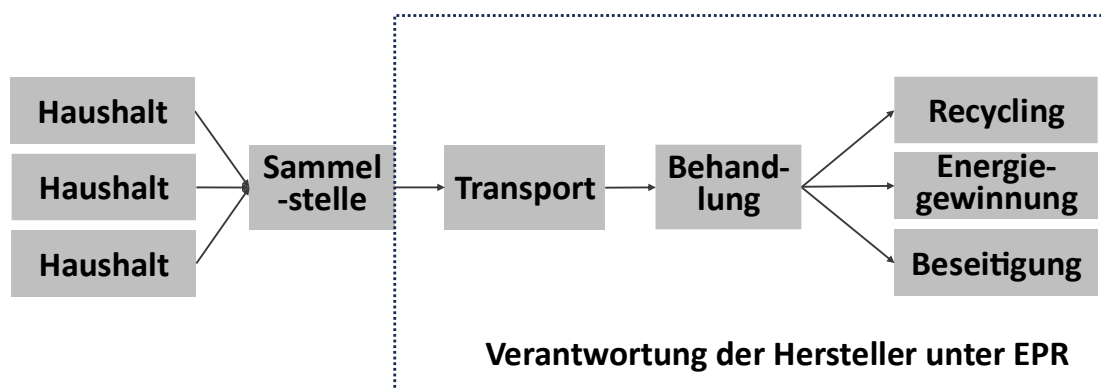 Haushalt
Haushalt
Haushalt
Sammel
-stelle
Transport
Behand-
lung
Recycling
Energie-
gewinnung
Beseitigung
Verantwortung der Hersteller unter EPR